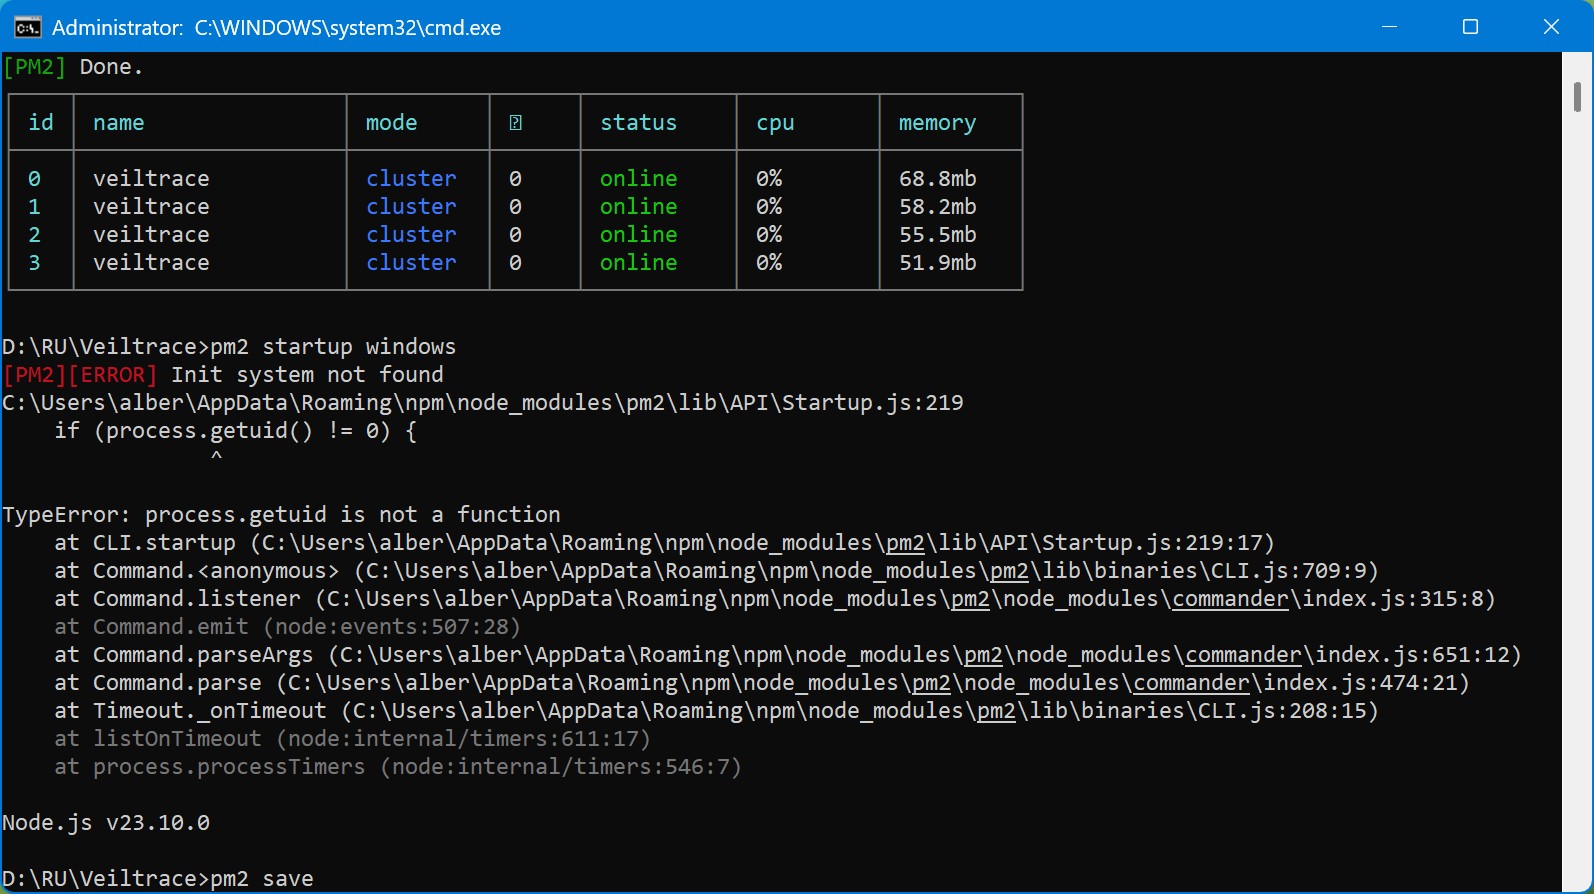 Administrator:  C:\WINDOWS\system32\cmd.exe
[PM2] Done.
id name mode status cpu memory
0 veiltrace cluster 0 online 0% 68.8mb
1 veiltrace cluster 0 online 0% 58.2mb
2 veiltrace cluster 0 online 0% 55.5mb
3 veiltrace cluster 0 online 0% 51.9mb
D:\RU\Veiltrace>pm2 startup windows
[PM2][ERROR] Init system not found
C:\Users\alber\AppData\Roaming\npm\node_modules\pm2\lib\API\Startup.js:219
    if (process.getuid() != 0) {
                ^
TypeError: process.getuid is not a function
    at CLI.startup (C:\Users\alber\AppData\Roaming\npm\node_modules\pm2\lib\API\Startup.js:219:17)
    at Command.<anonymous> (C:\Users\alber\AppData\Roaming\npm\node_modules\pm2\lib\binaries\CLI.js:709:9)
    at Command.listener (C:\Users\alber\AppData\Roaming\npm\node_modules\pm2\node_modules\commander\index.js:315:8)
    at Command.emit (node:events:507:28)
    at Command.parseArgs (C:\Users\alber\AppData\Roaming\npm\node_modules\pm2\node_modules\commander\index.js:651:12)
    at Command.parse (C:\Users\alber\AppData\Roaming\npm\node_modules\pm2\node_modules\commander\index.js:474:21)
    at Timeout._onTimeout (C:\Users\alber\AppData\Roaming\npm\node_modules\pm2\lib\binaries\CLI.js:208:15)
    at listOnTimeout (node:internal/timers:611:17)
    at process.processTimers (node:internal/timers:546:7)
Node.js v23.10.0
D:\RU\Veiltrace>pm2 save